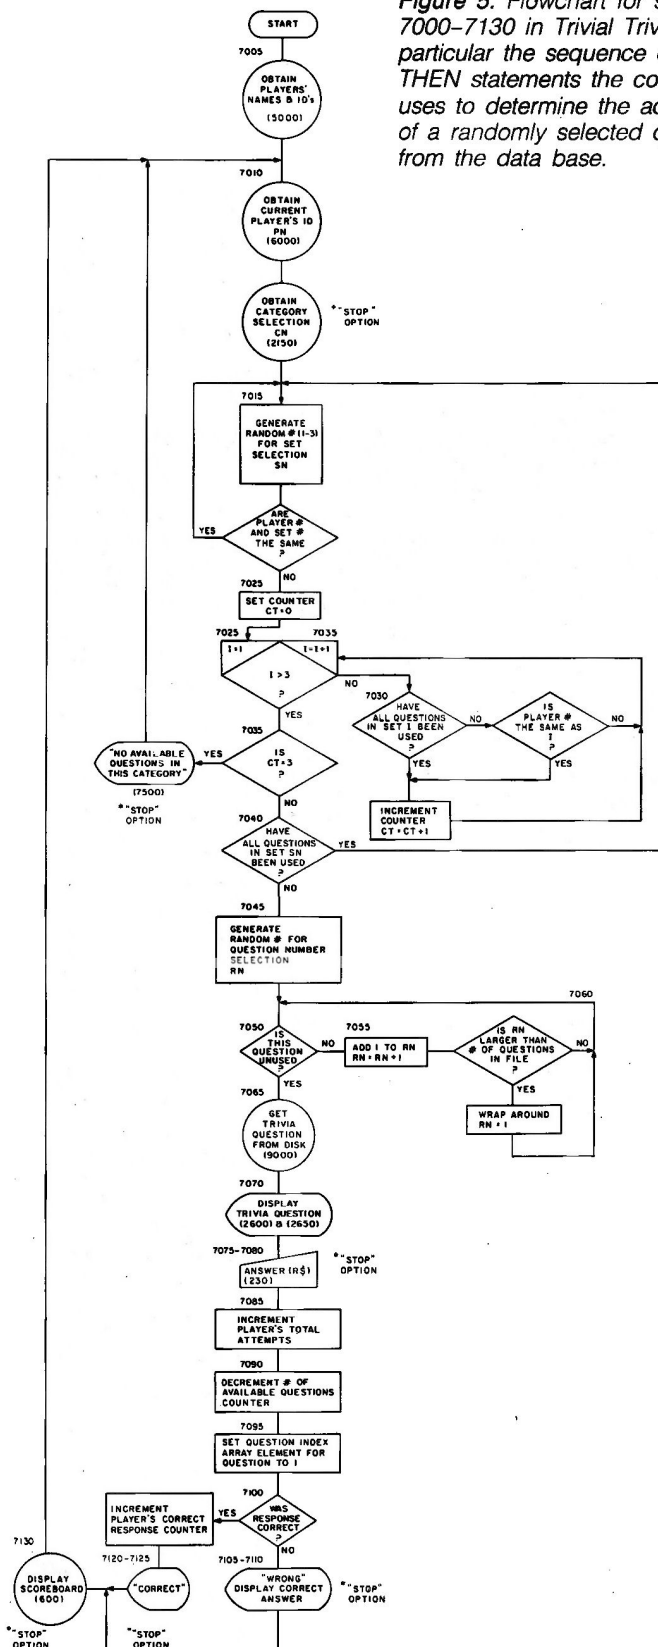 Figure 5. Flowchart for
7000–7130 in Trivial
particular the sequence
THEN statements the
uses to determine the
of a randomly selected
from the data base.
START
7005
OBTAIN
PLAYERS'
NAMES & ID's
(5000)
7010
OBTAIN
CURRENT
PLAYER'S ID
PN
(6000)
OBTAIN
CATEGORY
SELECTION
CN
(2150)
*"STOP"
OPTION
7015
GENERATE
RANDOM # (1-3)
FOR SET
SELECTION
SN
ARE
PLAYER #
AND SET #
THE SAME
?
YES
NO
7025
SET COUNTER
CT=0
7025
7035
I=1
I=I+1
I>3
?
NO
YES
7030
HAVE
ALL QUESTIONS
IN SET I BEEN
USED
?
NO
YES
IS
PLAYER #
THE SAME AS
I
?
NO
YES
INCREMENT
COUNTER
CT=CT+1
7035
IS
CT=3
?
YES
NO
"NO AVAILABLE
QUESTIONS IN
THIS CATEGORY"
(7500)
*"STOP"
OPTION
7040
HAVE
ALL QUESTIONS
IN SET SN
BEEN USED
?
YES
NO
7045
GENERATE
RANDOM # FOR
QUESTION NUMBER
SELECTION
RN
7050
IS
THIS
QUESTION
UNUSED
?
NO
YES
7055
ADD 1 TO RN
RN=RN+1
7060
IS RN
LARGER THAN
# OF QUESTIONS
IN FILE
?
NO
YES
WRAP AROUND
RN=1
7065
GET
TRIVIA
QUESTION
FROM DISK
(9000)
7070
DISPLAY
TRIVIA QUESTION
(2600) & (2650)
7075-7080
ANSWER (R$)
(230)
*"STOP"
OPTION
7085
INCREMENT
PLAYER'S TOTAL
ATTEMPTS
7090
DECREMENT # OF
AVAILABLE QUESTIONS
COUNTER
7095
SET QUESTION INDEX
ARRAY ELEMENT FOR
QUESTION TO 1
7100
WAS
RESPONSE
CORRECT
?
YES
NO
INCREMENT
PLAYER'S CORRECT
RESPONSE COUNTER
7120-7125
"CORRECT"
*"STOP"
OPTION
7130
DISPLAY
SCOREBOARD
(600)
*"STOP"
OPTION
7105-7110
"WRONG"
DISPLAY CORRECT
ANSWER
*"STOP"
OPTION